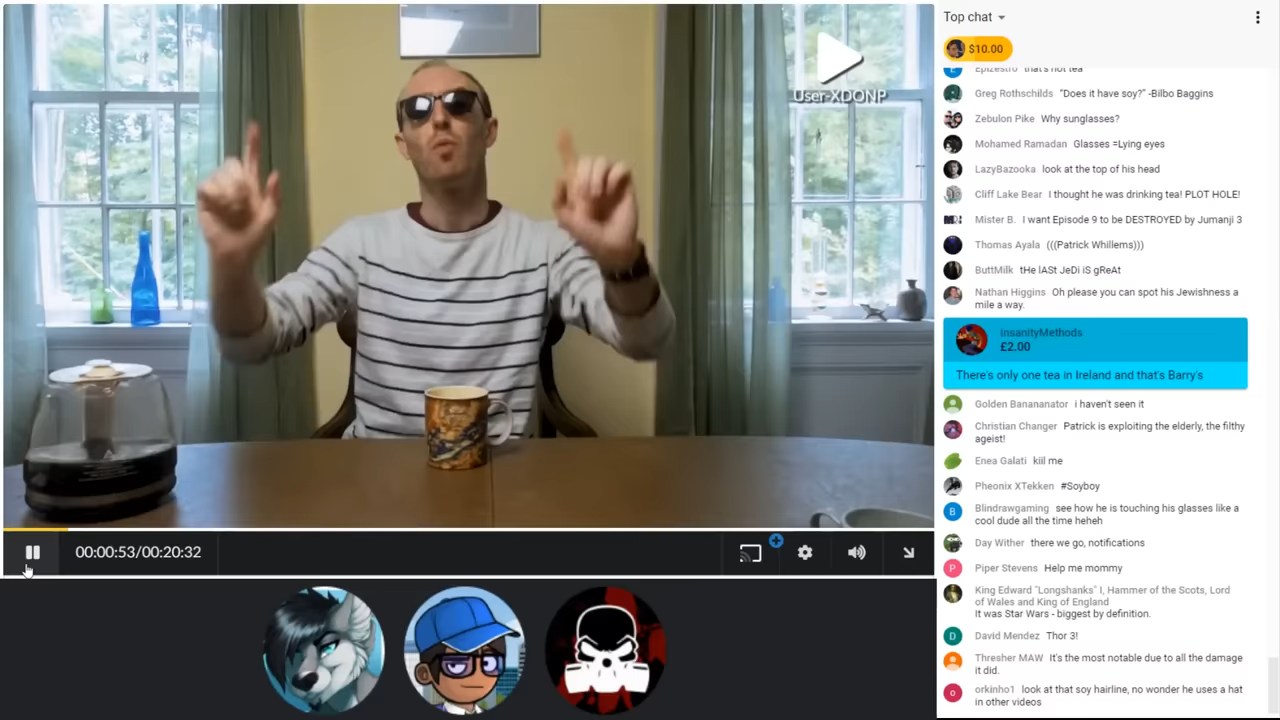 User-XDONP
00:00:53/00:20:32
Top chat
$10.00
Epizestro that's not tea
Greg Rothschilds "Does it have soy?" -Bilbo Baggins
Zebulon Pike Why sunglasses?
Mohamed Ramadan Glasses =Lying eyes
LazyBazooka look at the top of his head
Cliff Lake Bear I thought he was drinking tea! PLOT HOLE!
Mister B. I want Episode 9 to be DESTROYED by Jumanji 3
Thomas Ayala (((Patrick Whillems)))
ButtMilk tHe lASt JeDi iS gReAt
Nathan Higgins Oh please you can spot his Jewishness a
mile a way.
InsanityMethods
£2.00
There's only one tea in Ireland and that's Barry's
Golden Banananator i haven't seen it
Christian Changer Patrick is exploiting the elderly, the filthy
ageist!
Enea Galati kiil me
Pheonix XTekken #Soyboy
B Blindrawgaming see how he is touching his glasses like a
cool dude all the time heheh
Day Wither there we go, notifications
P Piper Stevens Help me mommy
King Edward "Longshanks" I, Hammer of the Scots, Lord
of Wales and King of England
It was Star Wars - biggest by definition.
D David Mendez Thor 3!
Thresher MAW It's the most notable due to all the damage
it did.
o orkinho1 look at that soy hairline, no wonder he uses a hat
in other videos